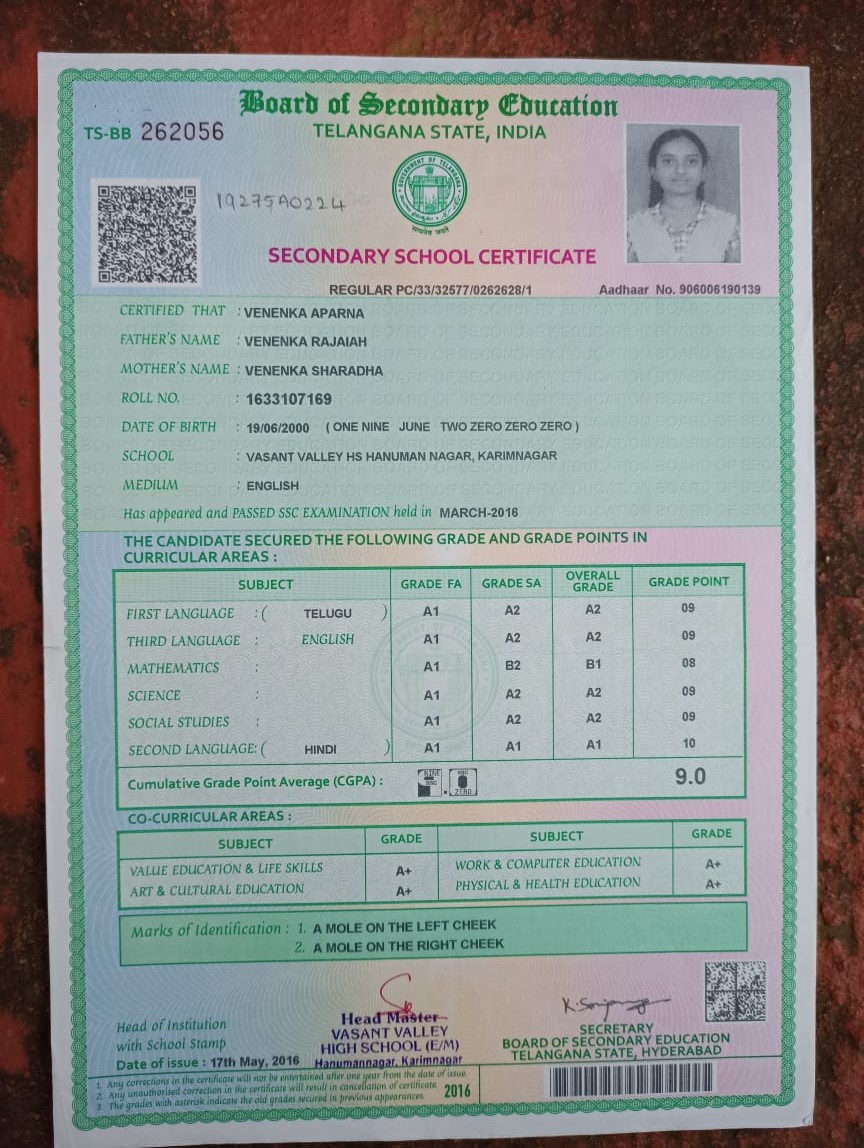 Board of Secondary Education
TS-BB 262056
TELANGANA STATE, INDIA
19275A0224
GOVERNMENT OF TELANGANA
सत्यमेव जयते
SECONDARY SCHOOL CERTIFICATE
REGULAR PC/33/32577/0262628/1 Aadhaar No. 906006190139
CERTIFIED THAT : VENENKA APARNA
FATHER'S NAME : VENENKA RAJAIAH
MOTHER'S NAME : VENENKA SHARADHA
ROLL NO. : 1633107169
DATE OF BIRTH : 19/06/2000 ( ONE NINE JUNE TWO ZERO ZERO ZERO )
SCHOOL : VASANT VALLEY HS HANUMAN NAGAR, KARIMNAGAR
MEDIUM : ENGLISH
Has appeared and PASSED SSC EXAMINATION held in MARCH-2016
THE CANDIDATE SECURED THE FOLLOWING GRADE AND GRADE POINTS IN
CURRICULAR AREAS :
SUBJECT GRADE FA GRADE SA OVERALL GRADE GRADE POINT
FIRST LANGUAGE : ( TELUGU ) A1 A2 A2 09
THIRD LANGUAGE : ENGLISH A1 A2 A2 09
MATHEMATICS : A1 B2 B1 08
SCIENCE : A1 A2 A2 09
SOCIAL STUDIES : A1 A2 A2 09
SECOND LANGUAGE: ( HINDI ) A1 A1 A1 10
Cumulative Grade Point Average (CGPA) : 9.0
CO-CURRICULAR AREAS :
SUBJECT GRADE SUBJECT GRADE
VALUE EDUCATION & LIFE SKILLS A+ WORK & COMPUTER EDUCATION A+
ART & CULTURAL EDUCATION A+ PHYSICAL & HEALTH EDUCATION A+
Marks of Identification : 1. A MOLE ON THE LEFT CHEEK
2. A MOLE ON THE RIGHT CHEEK
Head of Institution
with School Stamp
Date of issue : 17th May, 2016
Head Master
VASANT VALLEY
HIGH SCHOOL (E/M)
Hanumannagar, Karimnagar
SECRETARY
BOARD OF SECONDARY EDUCATION
TELANGANA STATE, HYDERABAD
1. Any corrections in the certificate will not be entertained after one year from the date of issue.
2. Any unauthorised correction in the certificate will result in cancellation of certificate.
3. The grades with asterisk indicate the old grades secured in previous appearances.
2016